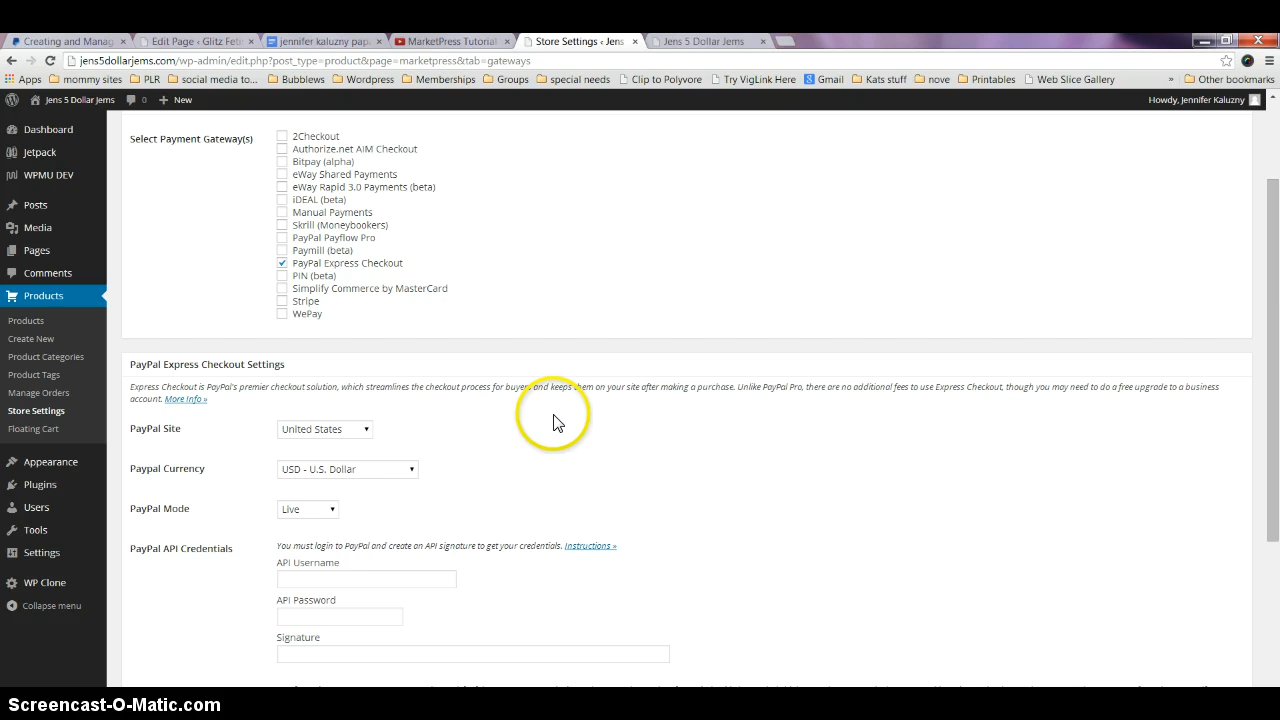 Creating and Manag
Edit Page ‹ Glitz Fet
jennifer kaluzny pap
MarketPress Tutorial
Store Settings ‹ Jens
Jens 5 Dollar Jems
jens5dollarjems.com/wp-admin/edit.php?post_type=product&page=marketpress&tab=gateways
Apps mommy sites PLR social media to... Bubblews Wordpress Memberships Groups special needs Clip to Polyvore Try VigLink Here Gmail Kats stuff nove Printables Web Slice Gallery » Other bookmarks
Jens 5 Dollar Jems 0 + New Howdy, Jennifer Kaluzny
Dashboard
Jetpack
WPMU DEV
Posts
Media
Pages
Comments
Products
Products
Create New
Product Categories
Product Tags
Manage Orders
Store Settings
Floating Cart
Appearance
Plugins
Users
Tools
Settings
WP Clone
Collapse menu
Select Payment Gateway(s)
2Checkout
Authorize.net AIM Checkout
Bitpay (alpha)
eWay Shared Payments
eWay Rapid 3.0 Payments (beta)
iDEAL (beta)
Manual Payments
Skrill (Moneybookers)
PayPal Payflow Pro
Paymill (beta)
PayPal Express Checkout
PIN (beta)
Simplify Commerce by MasterCard
Stripe
WePay
PayPal Express Checkout Settings
Express Checkout is PayPal's premier checkout solution, which streamlines the checkout process for buyers and keeps them on your site after making a purchase. Unlike PayPal Pro, there are no additional fees to use Express Checkout, though you may need to do a free upgrade to a business
account. More Info »
PayPal Site United States
Paypal Currency USD - U.S. Dollar
PayPal Mode Live
PayPal API Credentials You must login to PayPal and create an API signature to get your credentials. Instructions »
API Username
API Password
Signature
Screencast-O-Matic.com